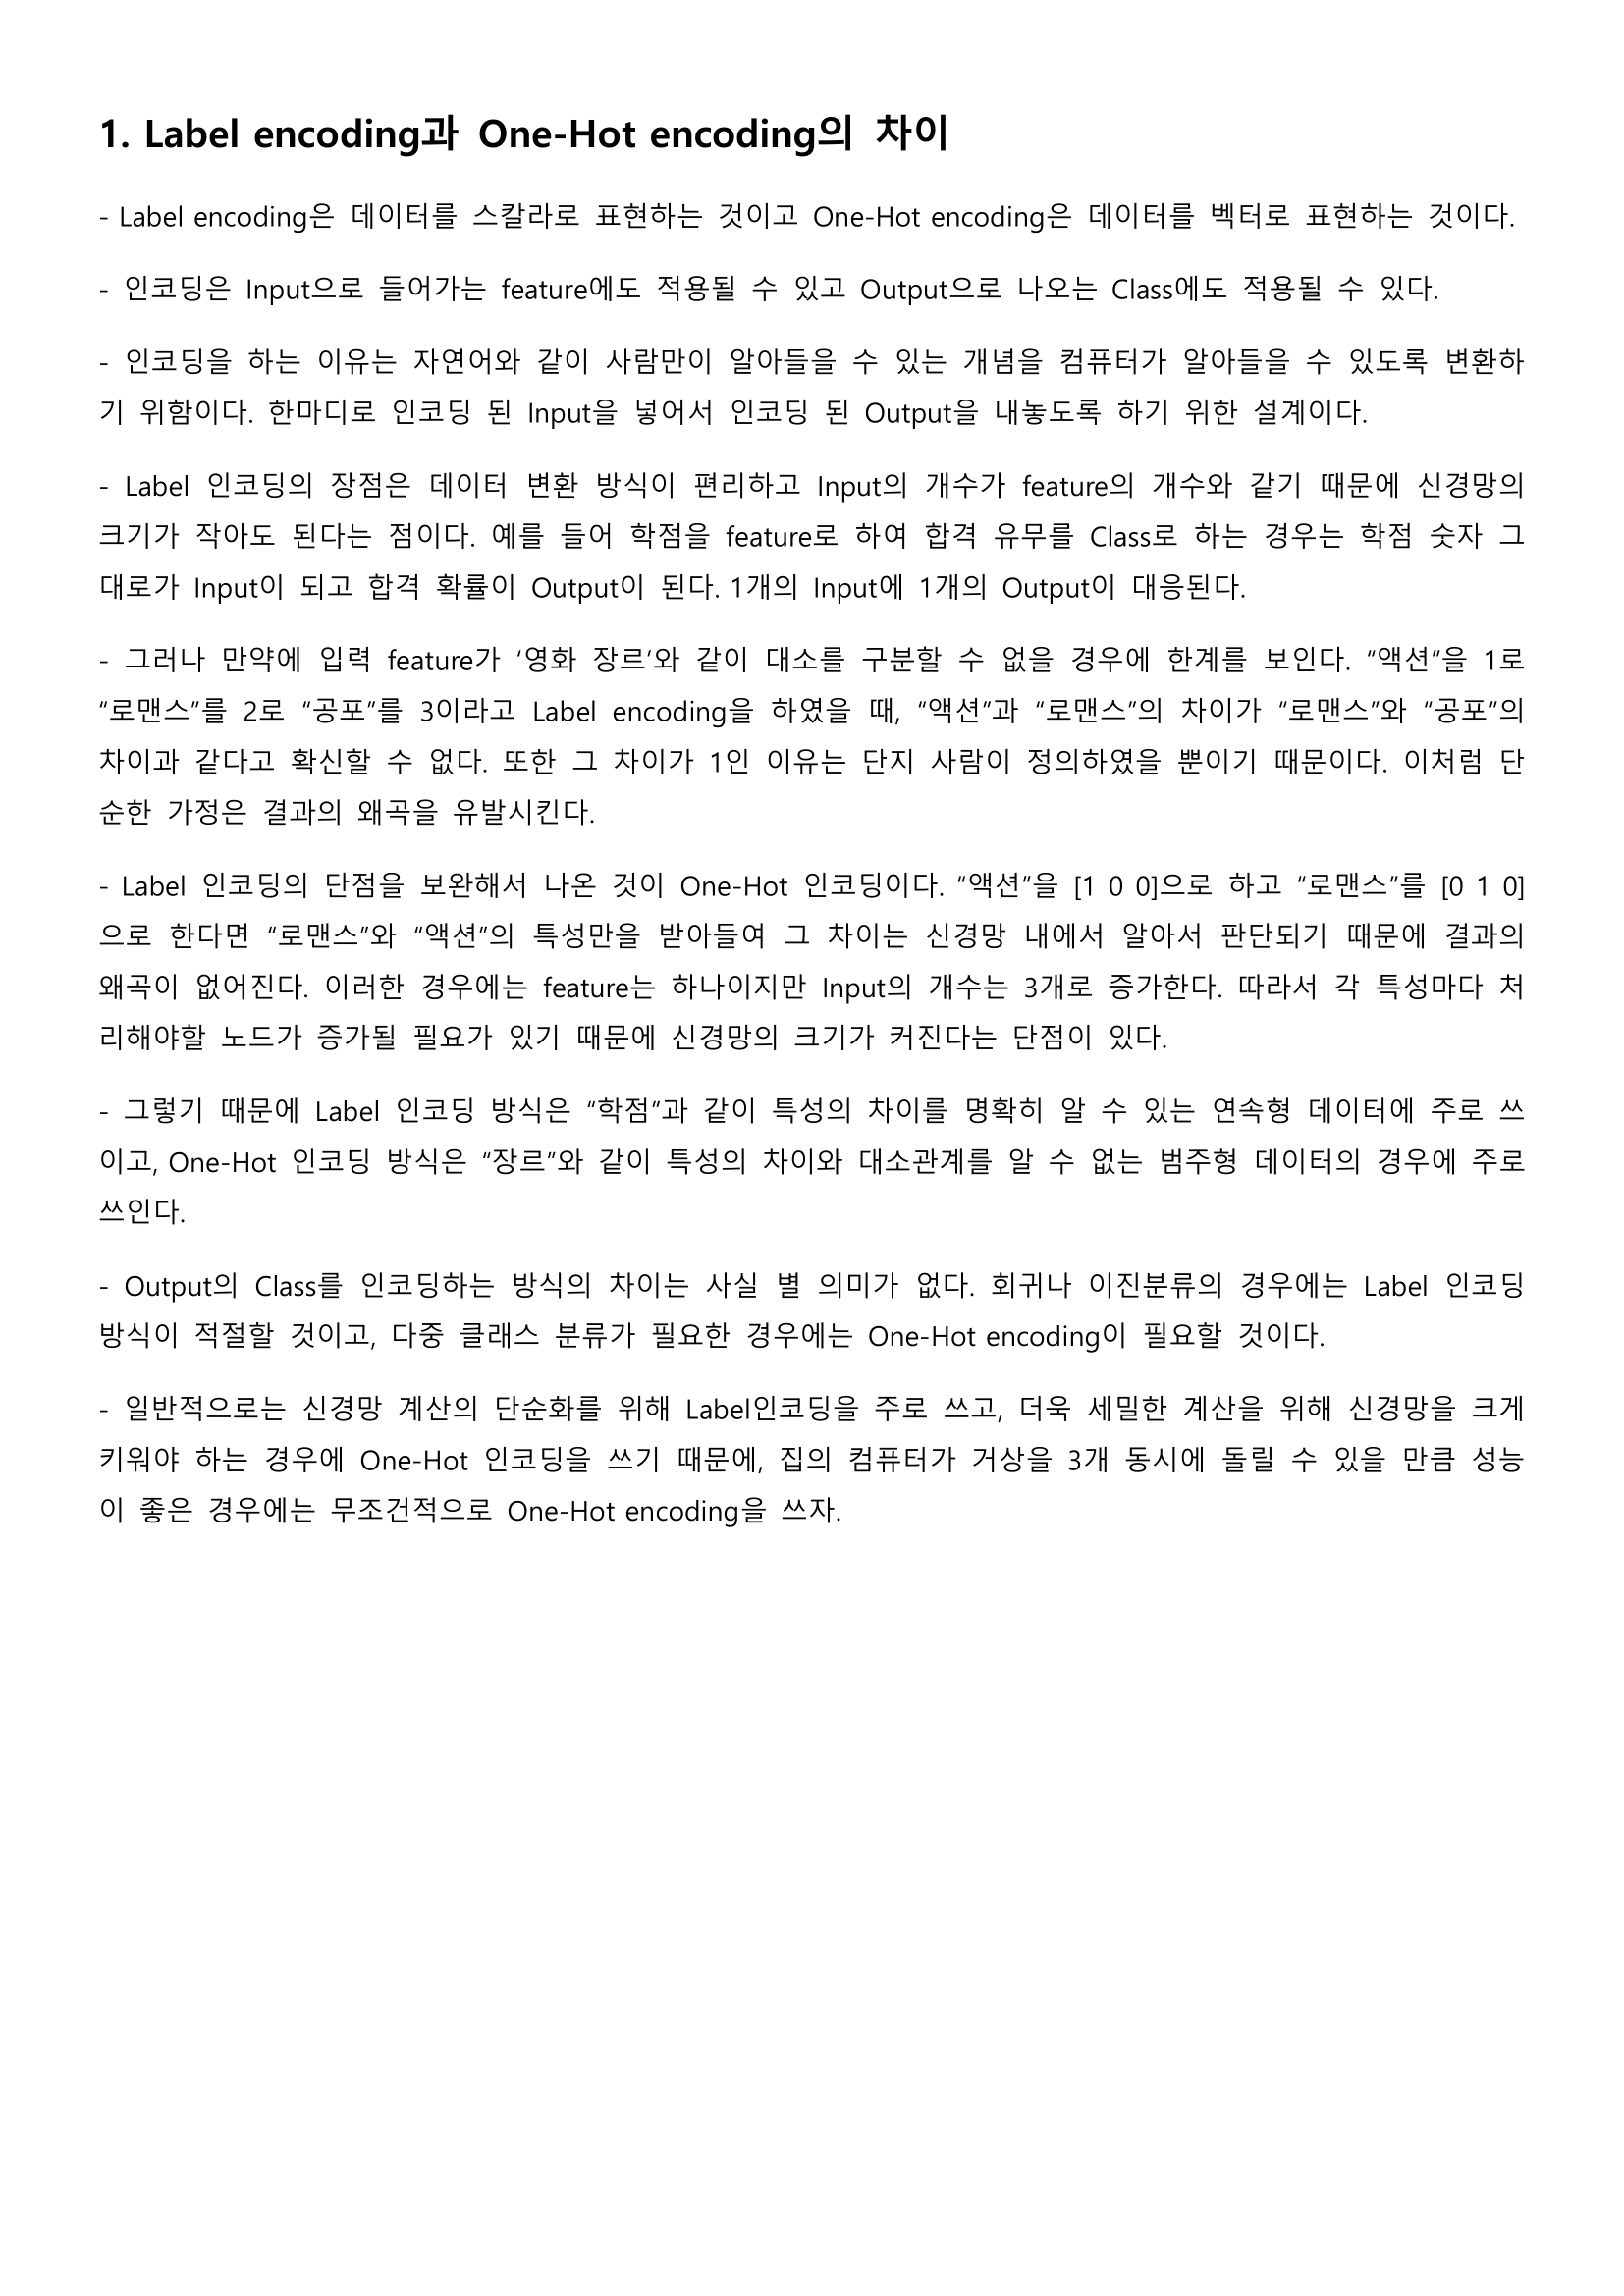 1. Label encoding과 One-Hot encoding의 차이
- Label encoding은 데이터를 스칼라로 표현하는 것이고 One-Hot encoding은 데이터를 벡터로 표현하는 것이다.
- 인코딩은 Input으로 들어가는 feature에도 적용될 수 있고 Output으로 나오는 Class에도 적용될 수 있다.
- 인코딩을 하는 이유는 자연어와 같이 사람만이 알아들을 수 있는 개념을 컴퓨터가 알아들을 수 있도록 변환하
기 위함이다. 한마디로 인코딩 된 Input을 넣어서 인코딩 된 Output을 내놓도록 하기 위한 설계이다.
- Label 인코딩의 장점은 데이터 변환 방식이 편리하고 Input의 개수가 feature의 개수와 같기 때문에 신경망의
크기가 작아도 된다는 점이다. 예를 들어 학점을 feature로 하여 합격 유무를 Class로 하는 경우는 학점 숫자 그
대로가 Input이 되고 합격 확률이 Output이 된다. 1개의 Input에 1개의 Output이 대응된다.
- 그러나 만약에 입력 feature가 ‘영화 장르’와 같이 대소를 구분할 수 없을 경우에 한계를 보인다. “액션”을 1로
“로맨스”를 2로 “공포”를 3이라고 Label encoding을 하였을 때, “액션”과 “로맨스”의 차이가 “로맨스”와 “공포”의
차이과 같다고 확신할 수 없다. 또한 그 차이가 1인 이유는 단지 사람이 정의하였을 뿐이기 때문이다. 이처럼 단
순한 가정은 결과의 왜곡을 유발시킨다.
- Label 인코딩의 단점을 보완해서 나온 것이 One-Hot 인코딩이다. “액션”을 [1 0 0]으로 하고 “로맨스”를 [0 1 0]
으로 한다면 “로맨스”와 “액션”의 특성만을 받아들여 그 차이는 신경망 내에서 알아서 판단되기 때문에 결과의
왜곡이 없어진다. 이러한 경우에는 feature는 하나이지만 Input의 개수는 3개로 증가한다. 따라서 각 특성마다 처
리해야할 노드가 증가될 필요가 있기 때문에 신경망의 크기가 커진다는 단점이 있다.
- 그렇기 때문에 Label 인코딩 방식은 “학점”과 같이 특성의 차이를 명확히 알 수 있는 연속형 데이터에 주로 쓰
이고, One-Hot 인코딩 방식은 “장르”와 같이 특성의 차이와 대소관계를 알 수 없는 범주형 데이터의 경우에 주로
쓰인다.
- Output의 Class를 인코딩하는 방식의 차이는 사실 별 의미가 없다. 회귀나 이진분류의 경우에는 Label 인코딩
방식이 적절할 것이고, 다중 클래스 분류가 필요한 경우에는 One-Hot encoding이 필요할 것이다.
- 일반적으로는 신경망 계산의 단순화를 위해 Label인코딩을 주로 쓰고, 더욱 세밀한 계산을 위해 신경망을 크게
키워야 하는 경우에 One-Hot 인코딩을 쓰기 때문에, 집의 컴퓨터가 거상을 3개 동시에 돌릴 수 있을 만큼 성능
이 좋은 경우에는 무조건적으로 One-Hot encoding을 쓰자.